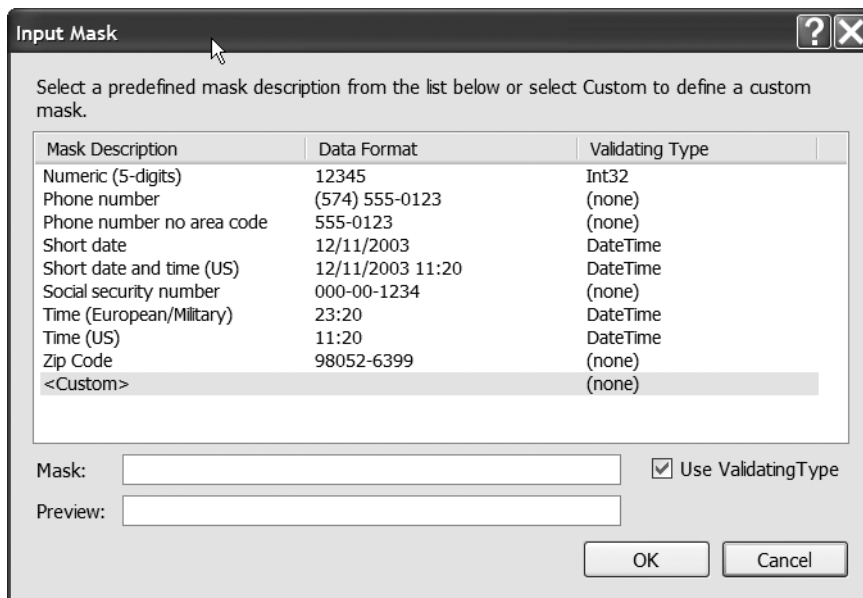 Input Mask
Select a predefined mask description from the list below or select Custom to define a custom
mask.
Mask Description Data Format Validating Type
Numeric (5-digits) 12345 Int32
Phone number (574) 555-0123 (none)
Phone number no area code 555-0123 (none)
Short date 12/11/2003 DateTime
Short date and time (US) 12/11/2003 11:20 DateTime
Social security number 000-00-1234 (none)
Time (European/Military) 23:20 DateTime
Time (US) 11:20 DateTime
Zip Code 98052-6399 (none)
<Custom> (none)
Mask: Use ValidatingType
Preview:
OK Cancel